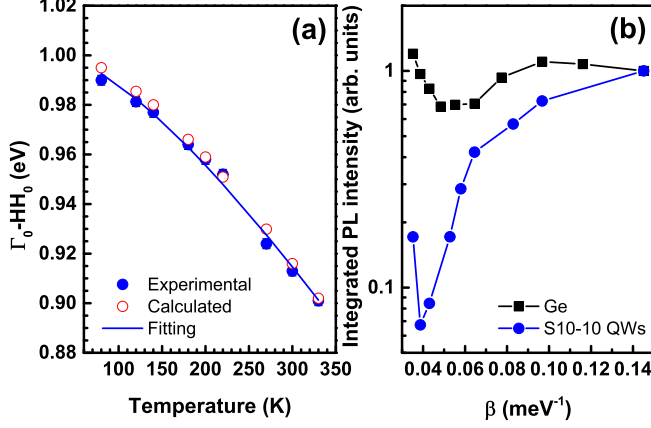 (a)
1.00
0.98
0.96
0.94
0.92
0.90
0.88
Γ₀-HH₀ (eV)
Experimental
Calculated
Fitting
100 150 200 250 300 350
Temperature (K)
(b)
Integrated PL intensity (arb. units)
1
0.1
Ge
S10-10 QWs
0.04 0.06 0.08 0.10 0.12 0.14
β (meV⁻¹)